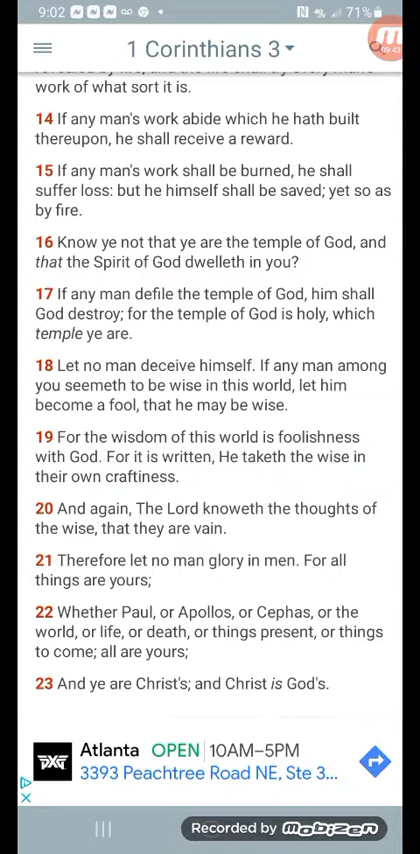 9:02
71%
1 Corinthians 3
09:43
work of what sort it is.
14 If any man's work abide which he hath built
thereupon, he shall receive a reward.
15 If any man's work shall be burned, he shall
suffer loss: but he himself shall be saved; yet so as
by fire.
16 Know ye not that ye are the temple of God, and
that the Spirit of God dwelleth in you?
17 If any man defile the temple of God, him shall
God destroy; for the temple of God is holy, which
temple ye are.
18 Let no man deceive himself. If any man among
you seemeth to be wise in this world, let him
become a fool, that he may be wise.
19 For the wisdom of this world is foolishness
with God. For it is written, He taketh the wise in
their own craftiness.
20 And again, The Lord knoweth the thoughts of
the wise, that they are vain.
21 Therefore let no man glory in men. For all
things are yours;
22 Whether Paul, or Apollos, or Cephas, or the
world, or life, or death, or things present, or things
to come; all are yours;
23 And ye are Christ's; and Christ is God's.
PXG
Atlanta OPEN 10AM–5PM
3393 Peachtree Road NE, Ste 3...
Recorded by mobizen